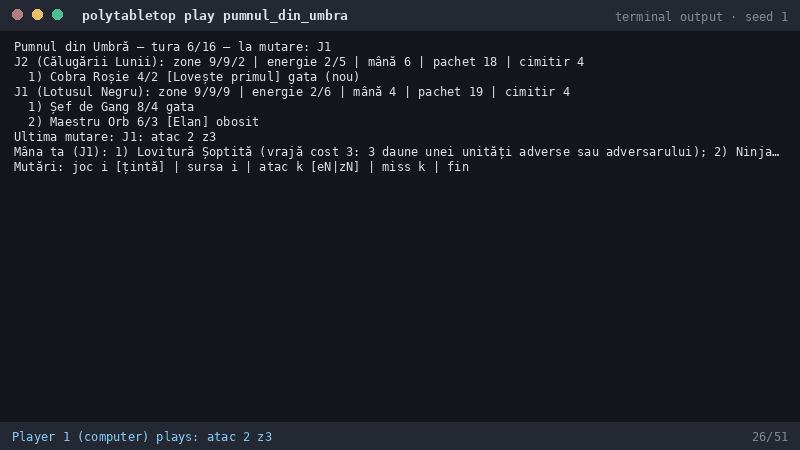 polytabletop play pumnul_din_umbra
terminal output · seed 1
Pumnul din Umbră — tura 6/16 — la mutare: J1
J2 (Călugării Lunii): zone 9/9/2 | energie 2/5 | mână 6 | pachet 18 | cimitir 4
1) Cobra Roșie 4/2 [Lovește primul] gata (nou)
J1 (Lotusul Negru): zone 9/9/9 | energie 2/6 | mână 4 | pachet 19 | cimitir 4
1) Șef de Gang 8/4 gata
2) Maestru Orb 6/3 [Elan] obosit
Ultima mutare: J1: atac 2 z3
Mâna ta (J1): 1) Lovitură Șoptită (vrajă cost 3: 3 daune unei unități adverse sau adversarului); 2) Ninja…
Mutări: joc i [țintă] | sursa i | atac k [eN|zN] | miss k | fin
Player 1 (computer) plays: atac 2 z3
26/51